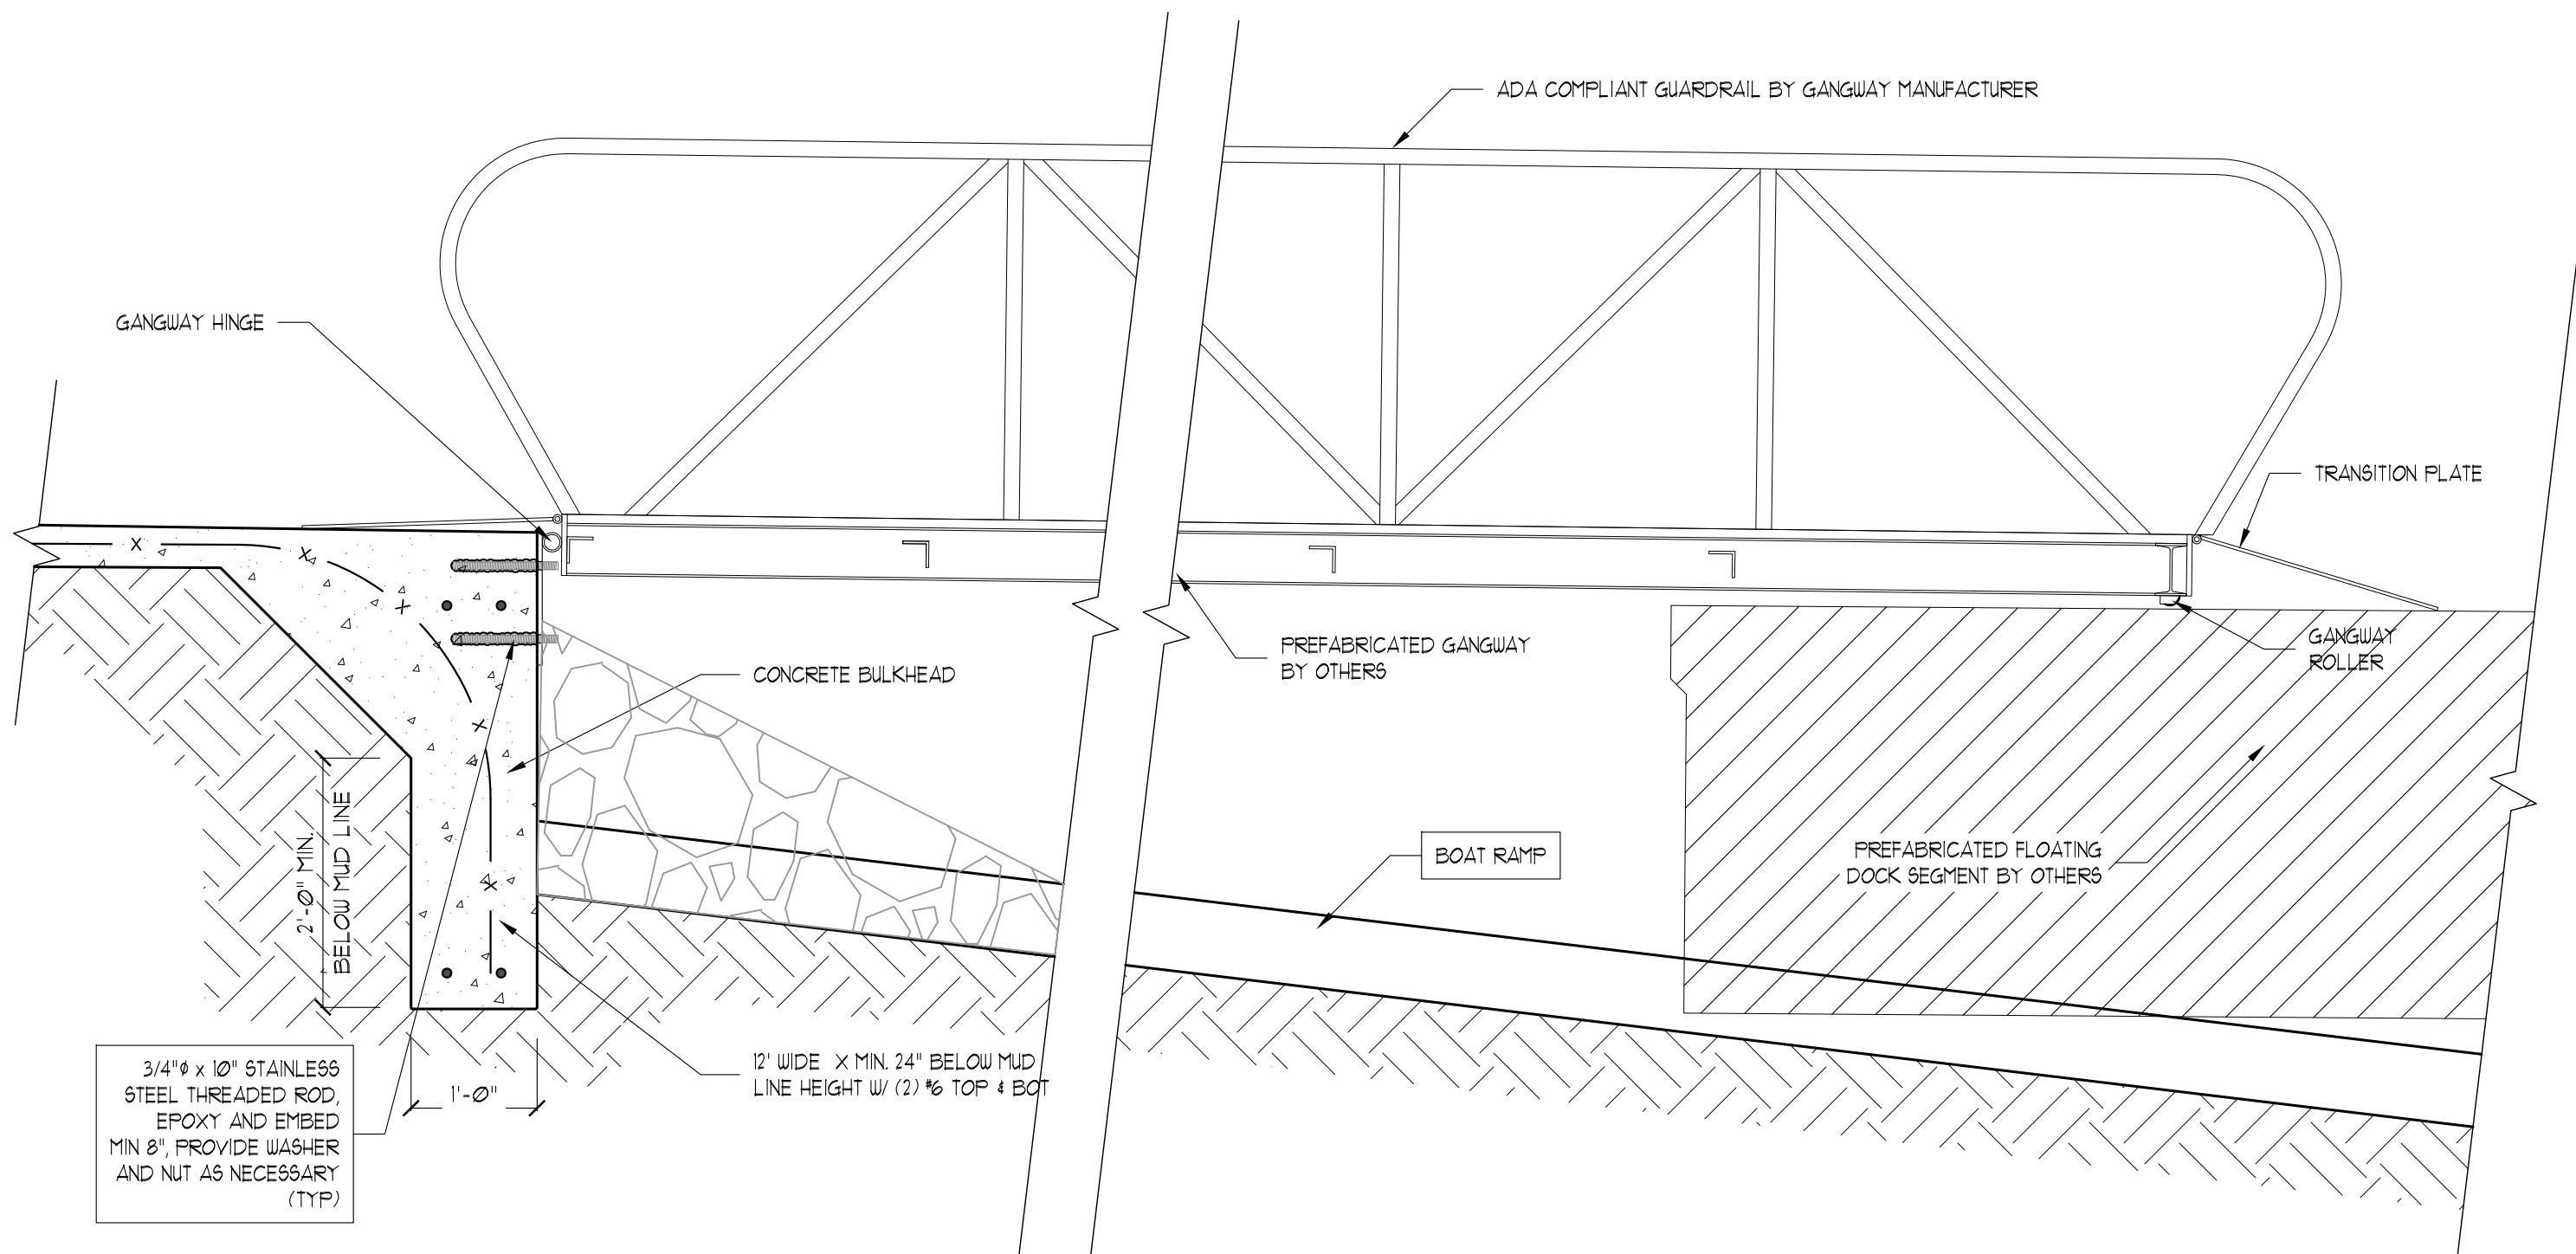 ADA COMPLIANT GUARDRAIL BY GANGWAY MANUFACTURER
GANGWAY HINGE
TRANSITION PLATE
X
X
X
X
X
PREFABRICATED GANGWAY
BY OTHERS
GANGWAY
ROLLER
CONCRETE BULKHEAD
2'-0" MIN.
BELOW MUD LINE
BOAT RAMP
PREFABRICATED FLOATING
DOCK SEGMENT BY OTHERS
3/4"Ø x 10" STAINLESS
STEEL THREADED ROD,
EPOXY AND EMBED
MIN 8", PROVIDE WASHER
AND NUT AS NECESSARY
(TYP)
1'-0"
12' WIDE X MIN. 24" BELOW MUD
LINE HEIGHT W/ (2) #6 TOP & BOT